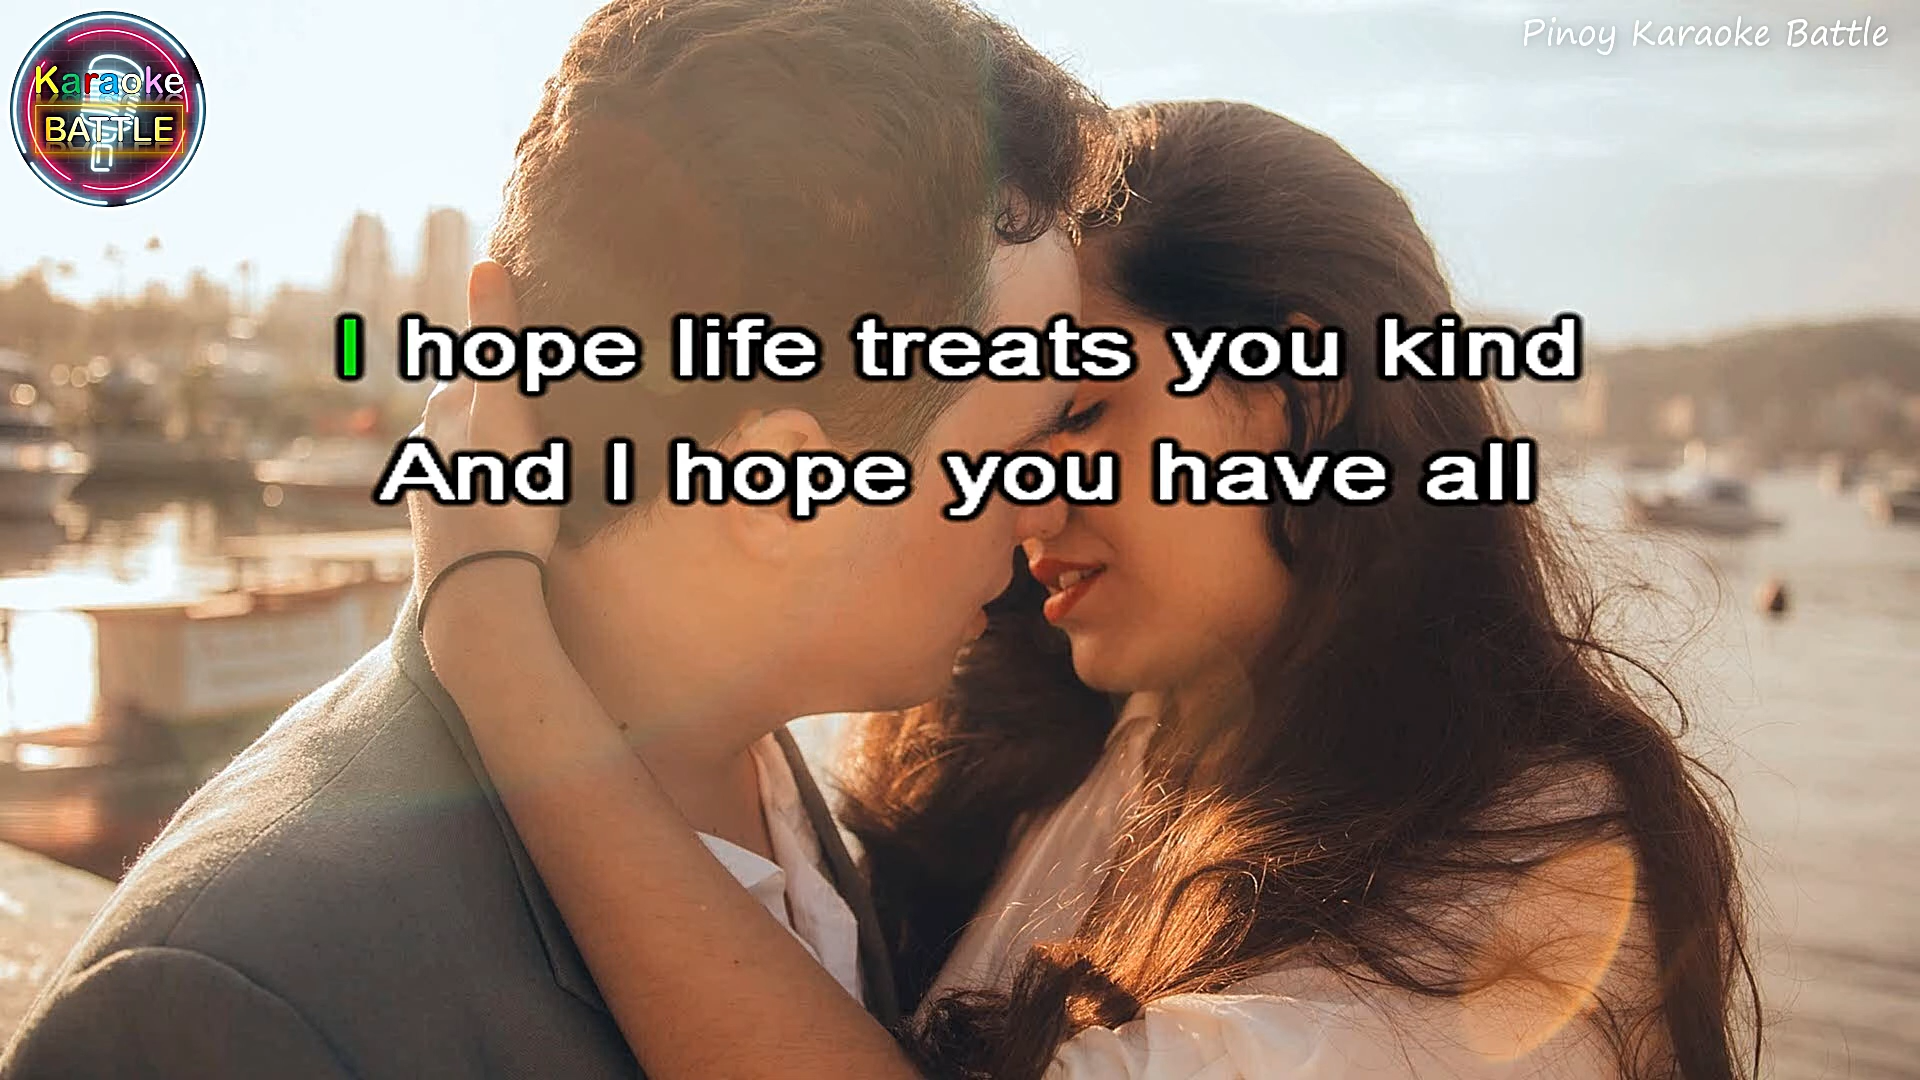 Karaoke
BATTLE
Pinoy Karaoke Battle
I hope life treats you kind
And I hope you have all